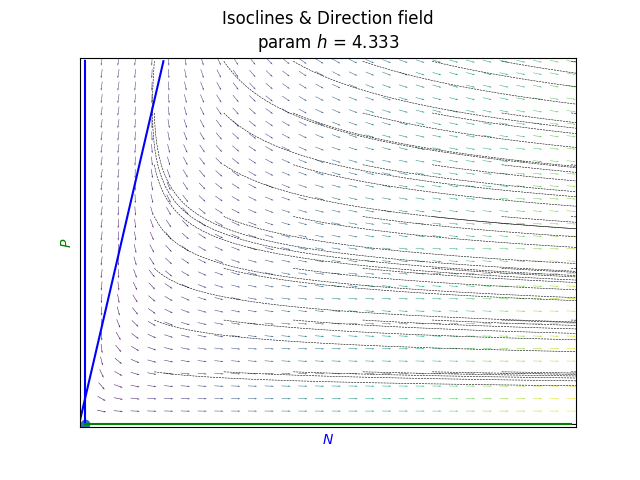 Isoclines & Direction field
param h = 4.333
P
N